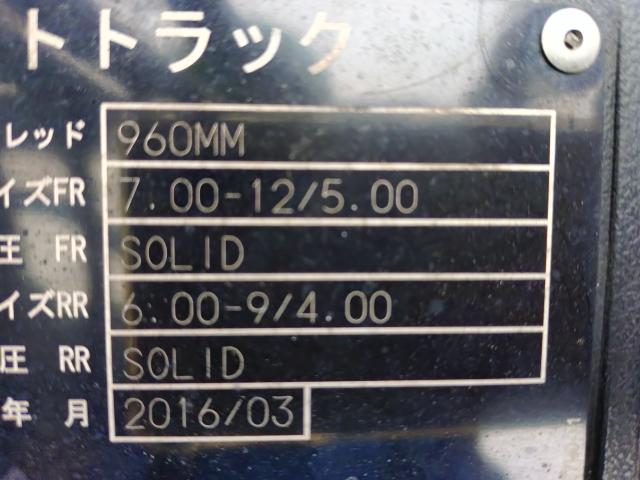 トトラック
レッド 960MM
イズFR 7.00-12/5.00
圧 FR SOLID
イズRR 6.00-9/4.00
圧 RR SOLID
年 月 2016/03